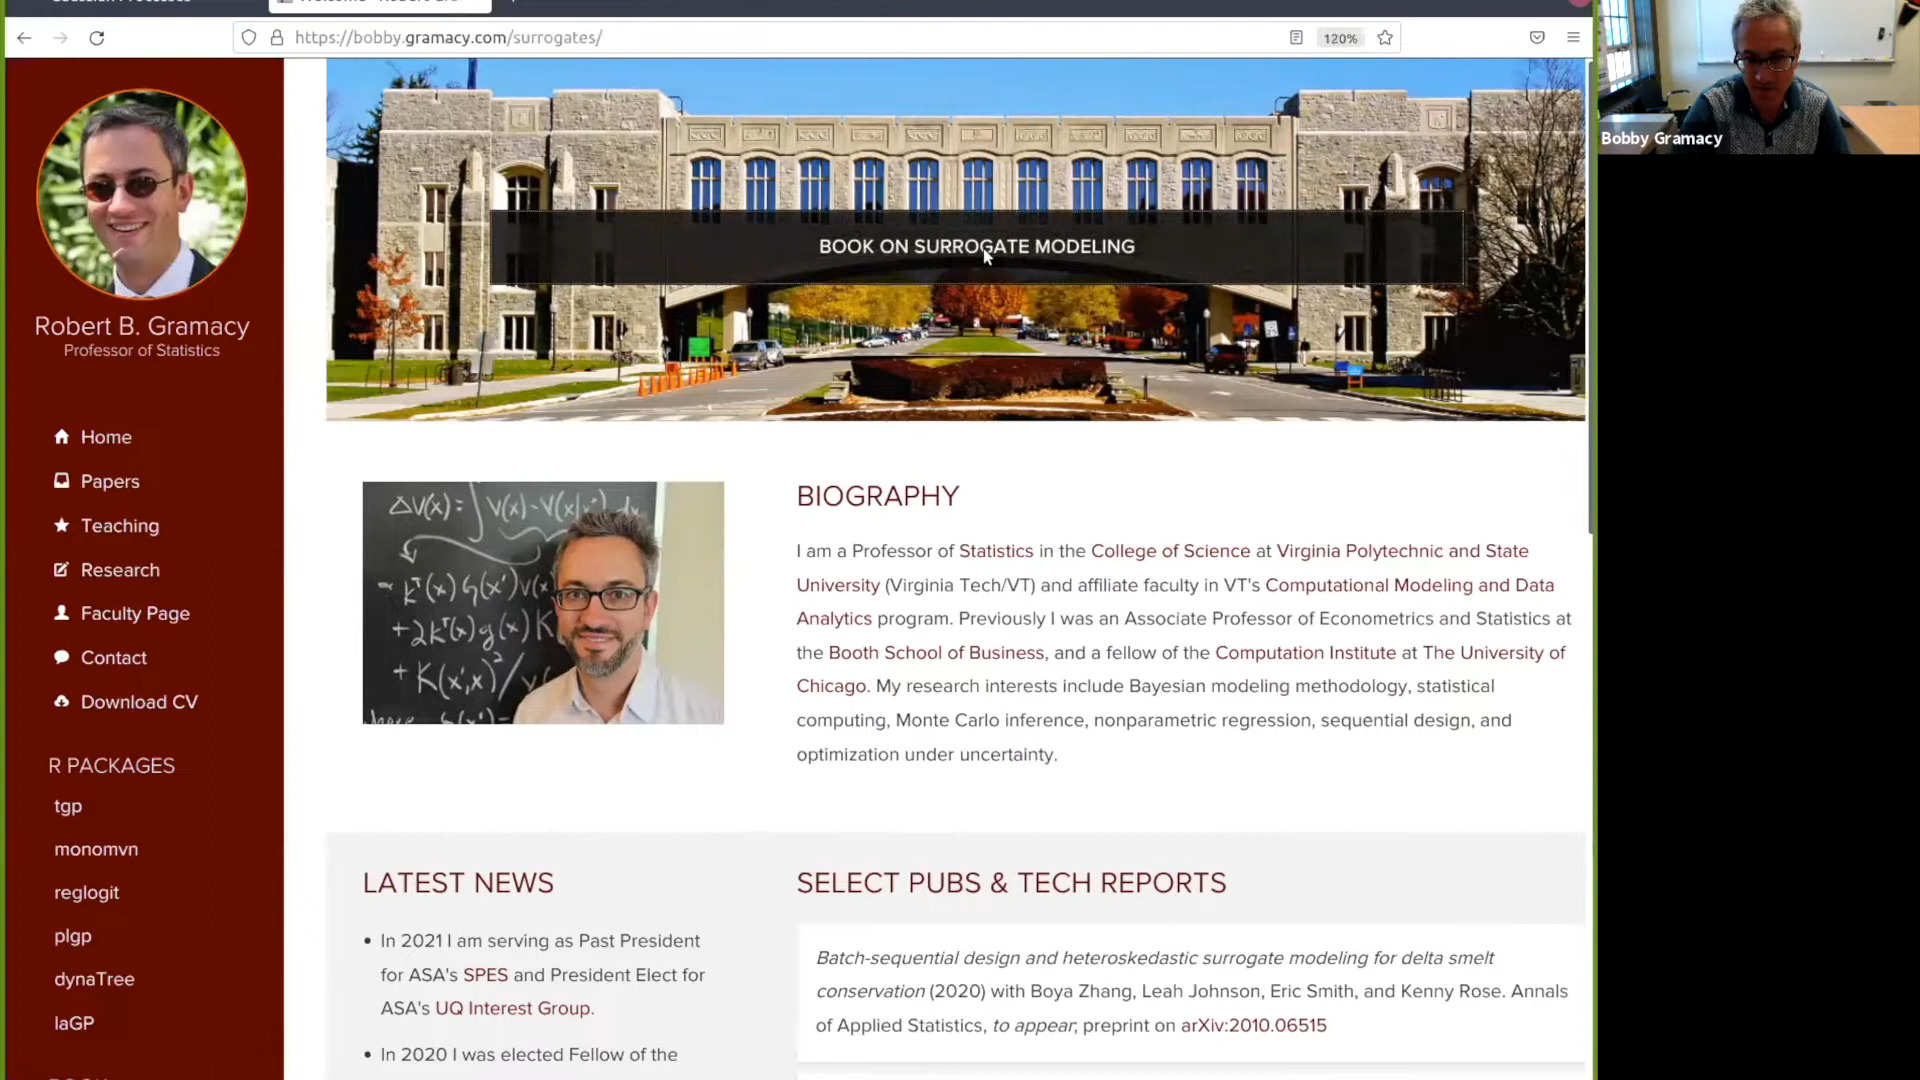 https://bobby.gramacy.com/surrogates/
120%
Bobby Gramacy
BOOK ON SURROGATE MODELING
Robert B. Gramacy
Professor of Statistics
Home
Papers
Teaching
Research
Faculty Page
Contact
Download CV
R PACKAGES
tgp
monomvn
reglogit
plgp
dynaTree
laGP
BIOGRAPHY
I am a Professor of Statistics in the College of Science at Virginia Polytechnic and State
University (Virginia Tech/VT) and affiliate faculty in VT's Computational Modeling and Data
Analytics program. Previously I was an Associate Professor of Econometrics and Statistics at
the Booth School of Business, and a fellow of the Computation Institute at The University of
Chicago. My research interests include Bayesian modeling methodology, statistical
computing, Monte Carlo inference, nonparametric regression, sequential design, and
optimization under uncertainty.
LATEST NEWS
In 2021 I am serving as Past President
for ASA's SPES and President Elect for
ASA's UQ Interest Group.
In 2020 I was elected Fellow of the
SELECT PUBS & TECH REPORTS
Batch-sequential design and heteroskedastic surrogate modeling for delta smelt
conservation (2020) with Boya Zhang, Leah Johnson, Eric Smith, and Kenny Rose. Annals
of Applied Statistics, to appear; preprint on arXiv:2010.06515